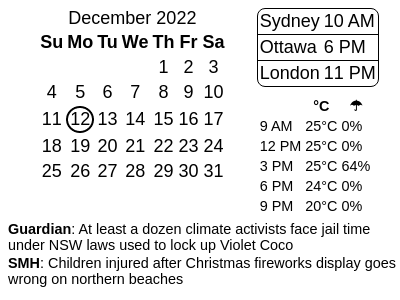 December 2022
Su Mo Tu We Th Fr Sa
1 2 3
4 5 6 7 8 9 10
11 12 13 14 15 16 17
18 19 20 21 22 23 24
25 26 27 28 29 30 31
Sydney 10 AM
Ottawa 6 PM
London 11 PM
°C ☂
9 AM 25°C 0%
12 PM 25°C 0%
3 PM 25°C 64%
6 PM 24°C 0%
9 PM 20°C 0%
Guardian: At least a dozen climate activists face jail time
under NSW laws used to lock up Violet Coco
SMH: Children injured after Christmas fireworks display goes
wrong on northern beaches